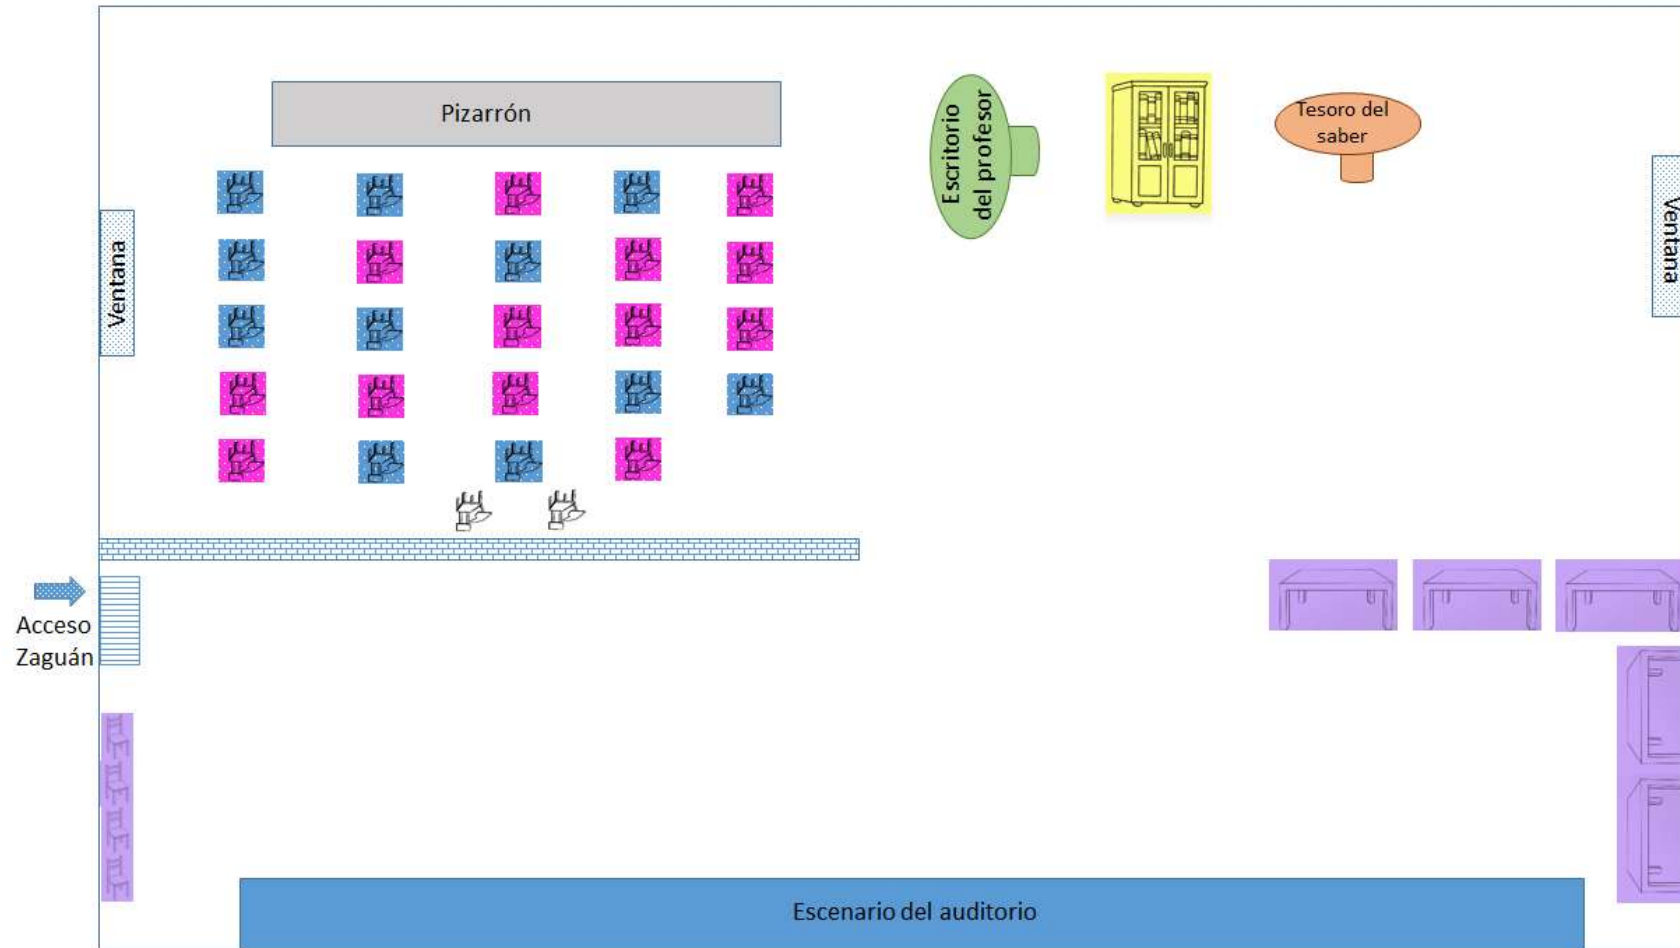 Pizarrón
Escritorio
del profesor
Tesoro del
saber
Ventana
Ventana
Acceso
Zaguán
Escenario del auditorio